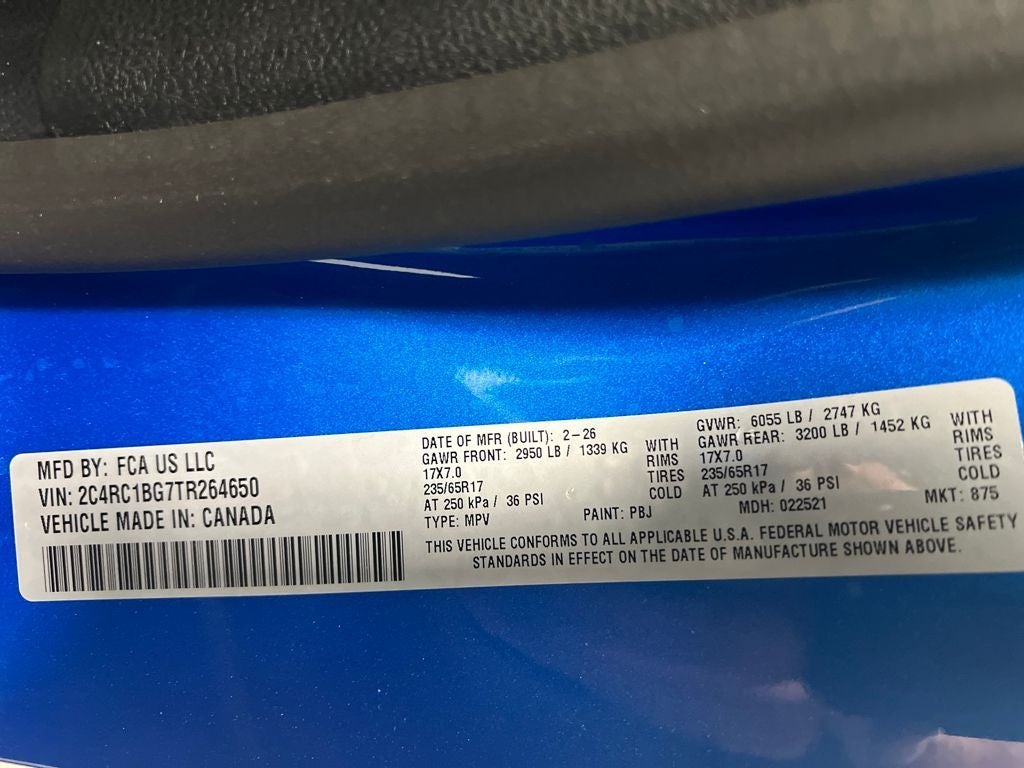 MFD BY: FCA US LLC
VIN: 2C4RC1BG7TR264650
VEHICLE MADE IN: CANADA
DATE OF MFR (BUILT): 2-26
GAWR FRONT: 2950 LB / 1339 KG WITH
17X7.0 RIMS
235/65R17 TIRES
AT 250 kPa / 36 PSI COLD
TYPE: MPV PAINT: PBJ
GVWR: 6055 LB / 2747 KG
GAWR REAR: 3200 LB / 1452 KG WITH
17X7.0 RIMS
235/65R17 TIRES
AT 250 kPa / 36 PSI COLD
MDH: 022521 MKT: 875
THIS VEHICLE CONFORMS TO ALL APPLICABLE U.S.A. FEDERAL MOTOR VEHICLE SAFETY
STANDARDS IN EFFECT ON THE DATE OF MANUFACTURE SHOWN ABOVE.